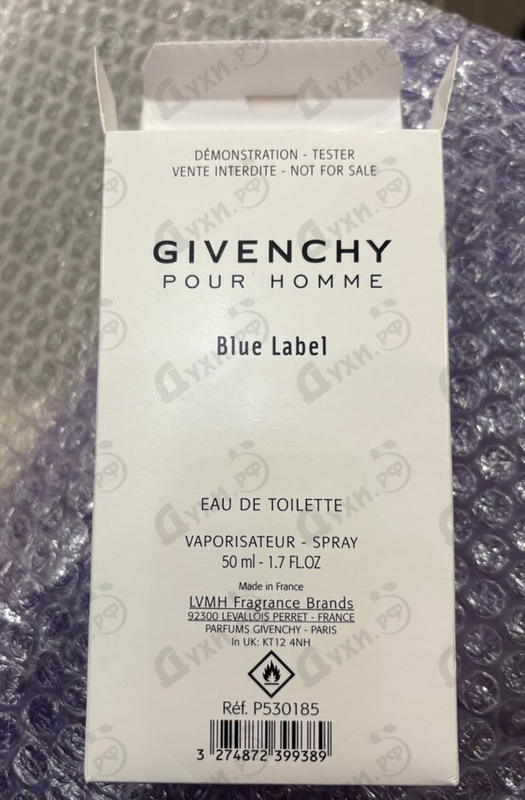 DÉMONSTRATION - TESTER
VENTE INTERDITE - NOT FOR SALE
GIVENCHY
POUR HOMME
Blue Label
EAU DE TOILETTE
VAPORISATEUR - SPRAY
50 ml - 1.7 FL.OZ
Made in France
LVMH Fragrance Brands
92300 LEVALLOIS PERRET - FRANCE
PARFUMS GIVENCHY - PARIS
In UK: KT12 4NH
Réf. P530185
3 274872 399389
Духи.рф